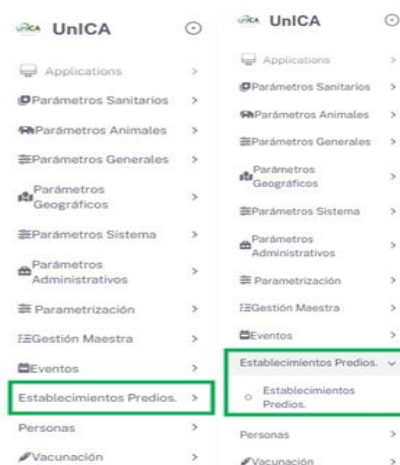 UnICA
Applications
Parámetros Sanitarios
Parámetros Animales
Parámetros Generales
Parámetros
Geográficos
Parámetros Sistema
Parámetros
Administrativos
Parametrización
Gestión Maestra
Eventos
Establecimientos Predios.
Personas
Vacunación
UnICA
Applications
Parámetros Sanitarios
Parámetros Animales
Parámetros Generales
Parámetros
Geográficos
Parámetros Sistema
Parámetros
Administrativos
Parametrización
Gestión Maestra
Eventos
Establecimientos Predios.
Establecimientos
Predios.
Personas
Vacunación